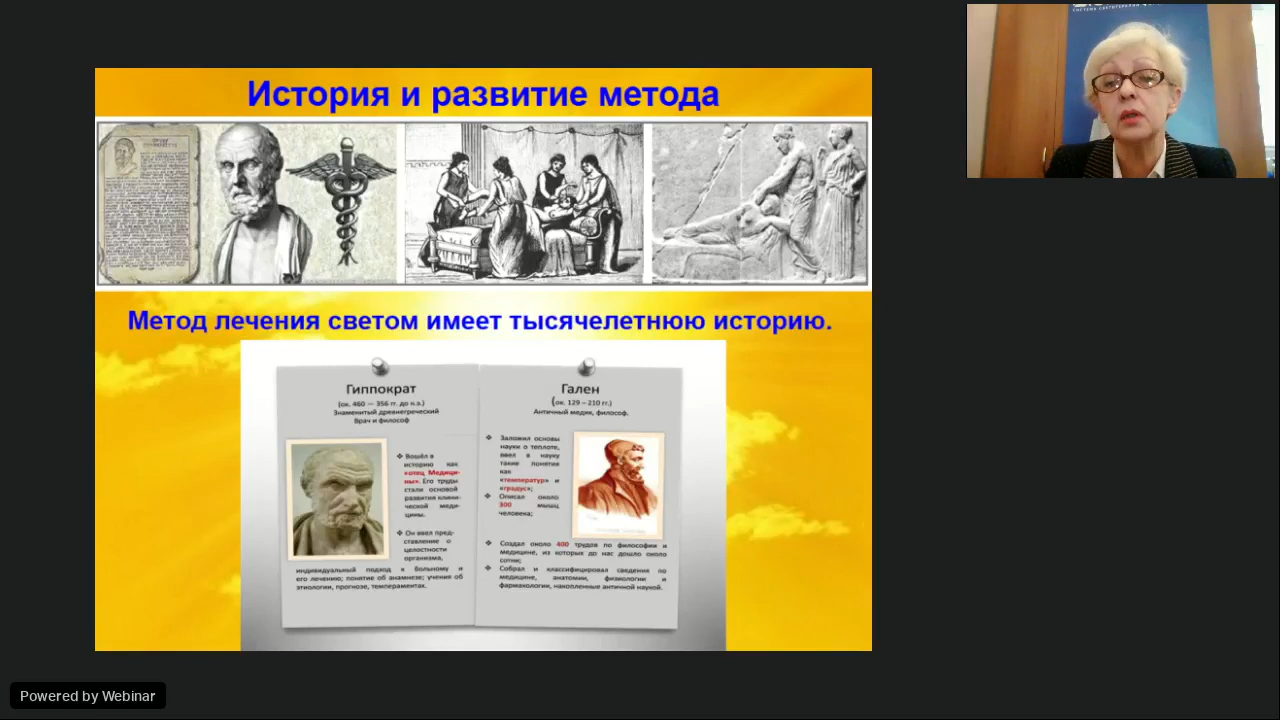 История и развитие метода
Метод лечения светом имеет тысячелетнюю историю.
Гиппократ
(ок. 460 — 356 гг. до н.э.)
Знаменитый древнегреческий
Врач и философ
❖ Вошёл в
историю как
«отец Медици-
ны». Его труды
стали основой
развития клини-
ческой меди-
цины.
❖ Он ввел пред-
ставление о
целостности
организма,
индивидуальный подход к больному и
его лечению; понятие об анамнезе; учения об
этиологии, прогнозе, темпераментах.
Гален
(ок. 129 – 210 гг.)
Античный медик, философ.
❖ Заложил основы
науки о теплоте,
ввел в науку
такие понятия
как
«температур» и
«градус»;
❖ Описал около
300 мышц
человека;
❖ Создал около 400 трудов по философии и
медицине, из которых до нас дошло около
сотни;
❖ Собрал и классифицировал сведения по
медицине, анатомии, физиологии и
фармакологии, накопленные античной наукой.
Powered by Webinar